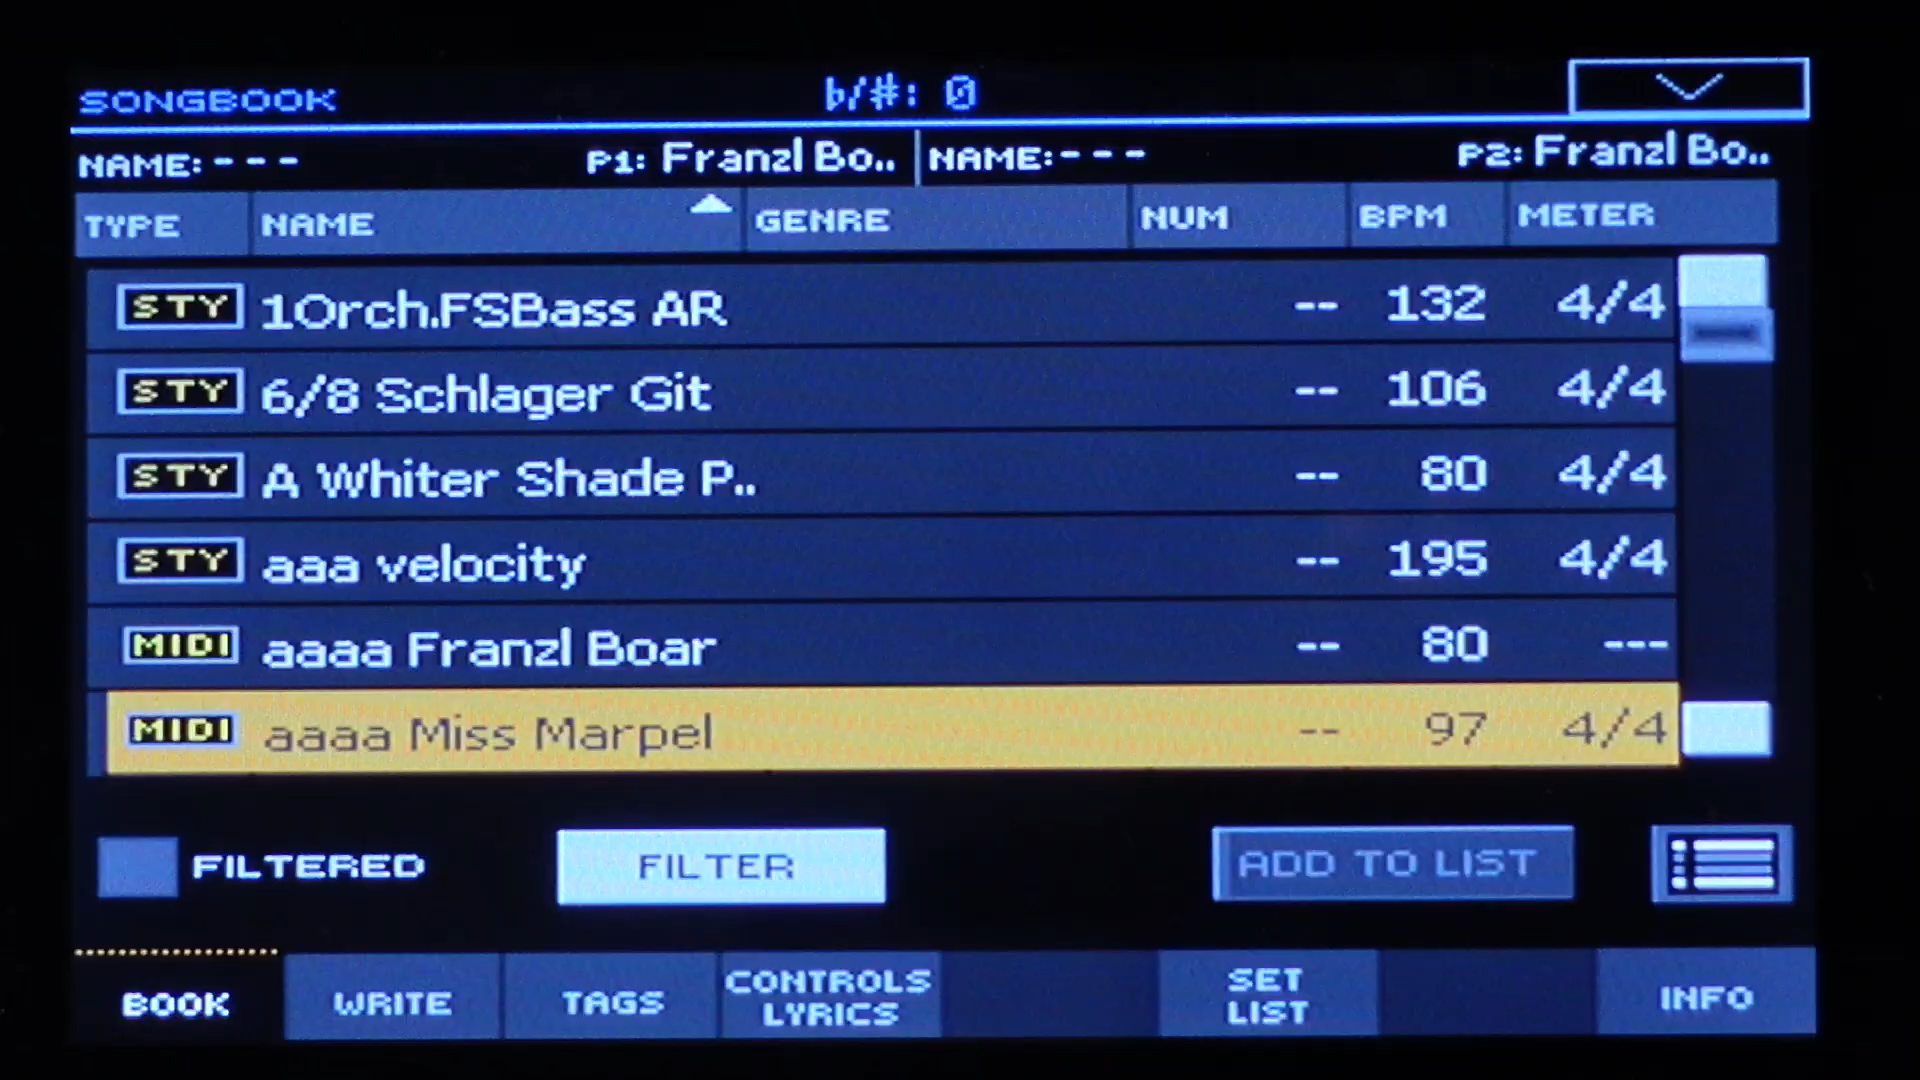 SONGBOOK b/#: 0
NAME:--- P1: Franzl Bo.. NAME:--- P2: Franzl Bo..
TYPE NAME GENRE NUM BPM METER
STY 1Orch.FSBass AR -- 132 4/4
STY 6/8 Schlager Git -- 106 4/4
STY A Whiter Shade P.. -- 80 4/4
STY aaa velocity -- 195 4/4
MIDI aaaa Franzl Boar -- 80 ---
MIDI aaaa Miss Marpel -- 97 4/4
FILTERED FILTER ADD TO LIST
BOOK WRITE TAGS CONTROLS LYRICS SET LIST INFO